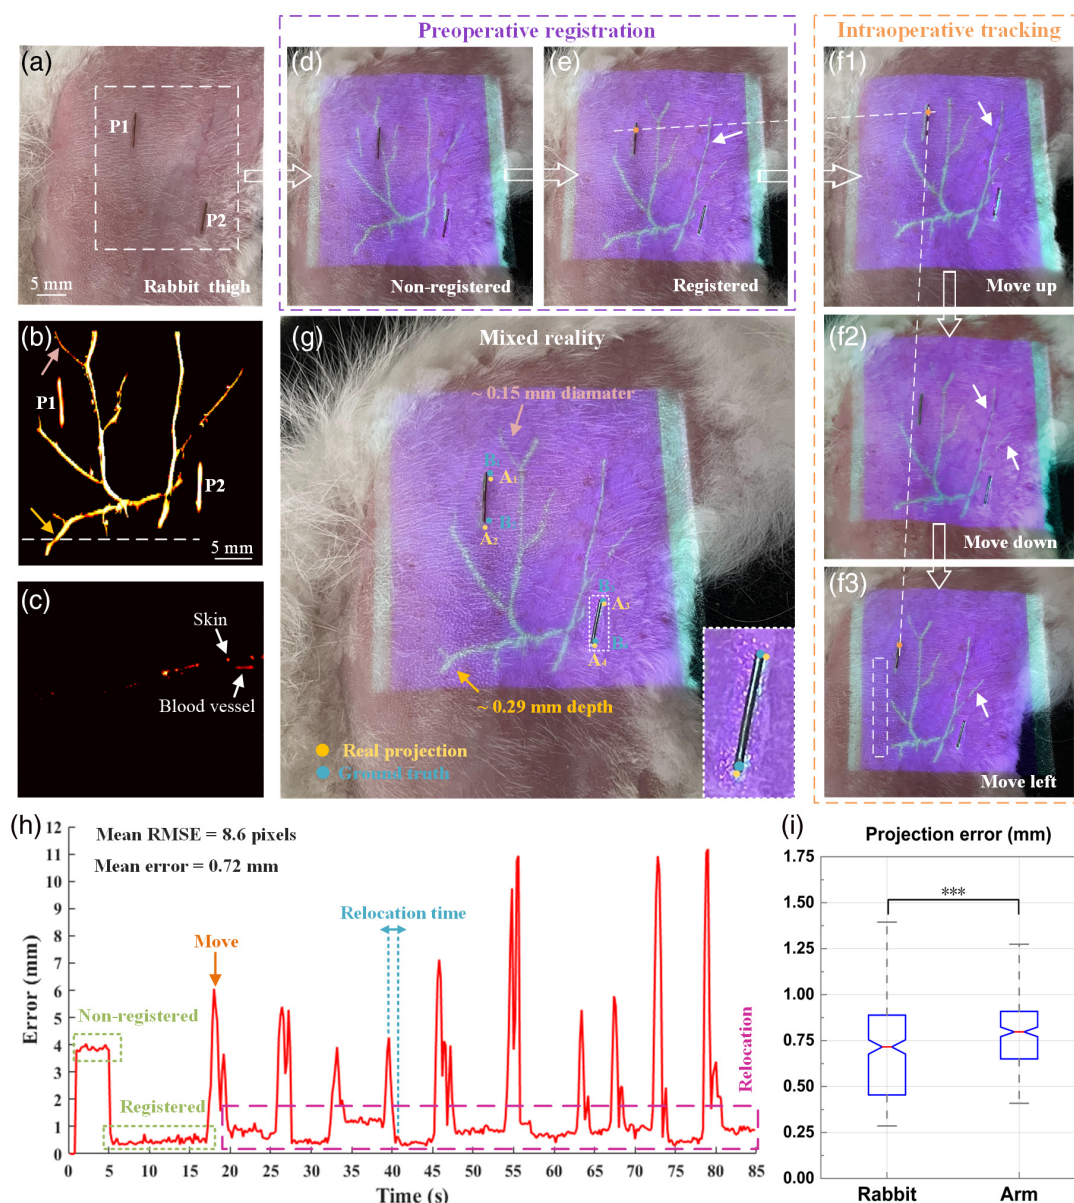 Preoperative registration
Intraoperative tracking
(a)
P1
P2
5 mm
Rabbit thigh
(d)
Non-registered
(e)
Registered
(f1)
Move up
(b)
P1
P2
5 mm
(c)
Skin
Blood vessel
(g)
Mixed reality
~ 0.15 mm diamater
B
A1
B
A2
B
A3
B
A4
~ 0.29 mm depth
Real projection
Ground truth
(f2)
Move down
(f3)
Move left
(h)
Mean RMSE = 8.6 pixels
Mean error = 0.72 mm
Relocation time
Move
Non-registered
Registered
Relocation
Error (mm)
12
11
10
9
8
7
6
5
4
3
2
1
0
0 5 10 15 20 25 30 35 40 45 50 55 60 65 70 75 80 85
Time (s)
(i)
Projection error (mm)
***
1.75
1.50
1.25
1.00
0.75
0.50
0.25
0.00
Rabbit Arm